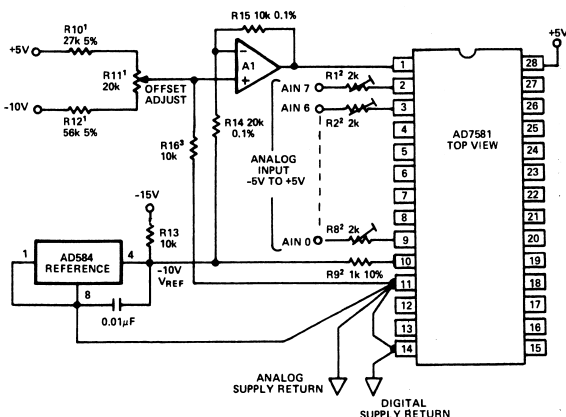 R15 10k 0.1%
R10¹
27k 5%
+5V
R11¹
20k
OFFSET
ADJUST
-10V
R12¹
56k 5%
−
+
A1
R16³
10k
R14 20k
0.1%
ANALOG
INPUT
-5V TO +5V
AIN 7
R1² 2k
AIN 6
R2² 2k
AIN 0
R8² 2k
R9² 1k 10%
-15V
R13
10k
AD584
REFERENCE
1
4
8
-10V
VREF
0.01µF
AD7581
TOP VIEW
+5V
1
2
3
4
5
6
7
8
9
10
11
12
13
14
28
27
26
25
24
23
22
21
20
19
18
17
16
15
ANALOG
SUPPLY RETURN
DIGITAL
SUPPLY RETURN